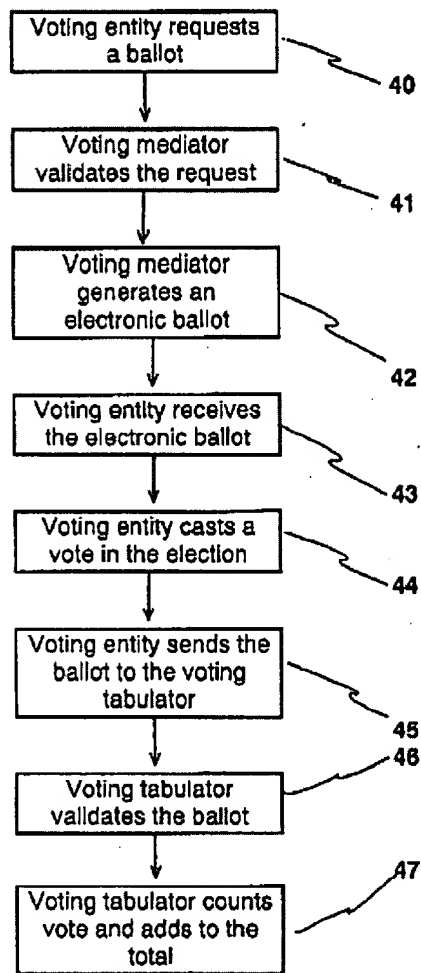 Voting entity requests
a ballot
40
Voting mediator
validates the request
41
Voting mediator
generates an
electronic ballot
42
Voting entity receives
the electronic ballot
43
Voting entity casts a
vote in the election
44
Voting entity sends the
ballot to the voting
tabulator
45
Voting tabulator
validates the ballot
46
Voting tabulator counts
vote and adds to the
total
47